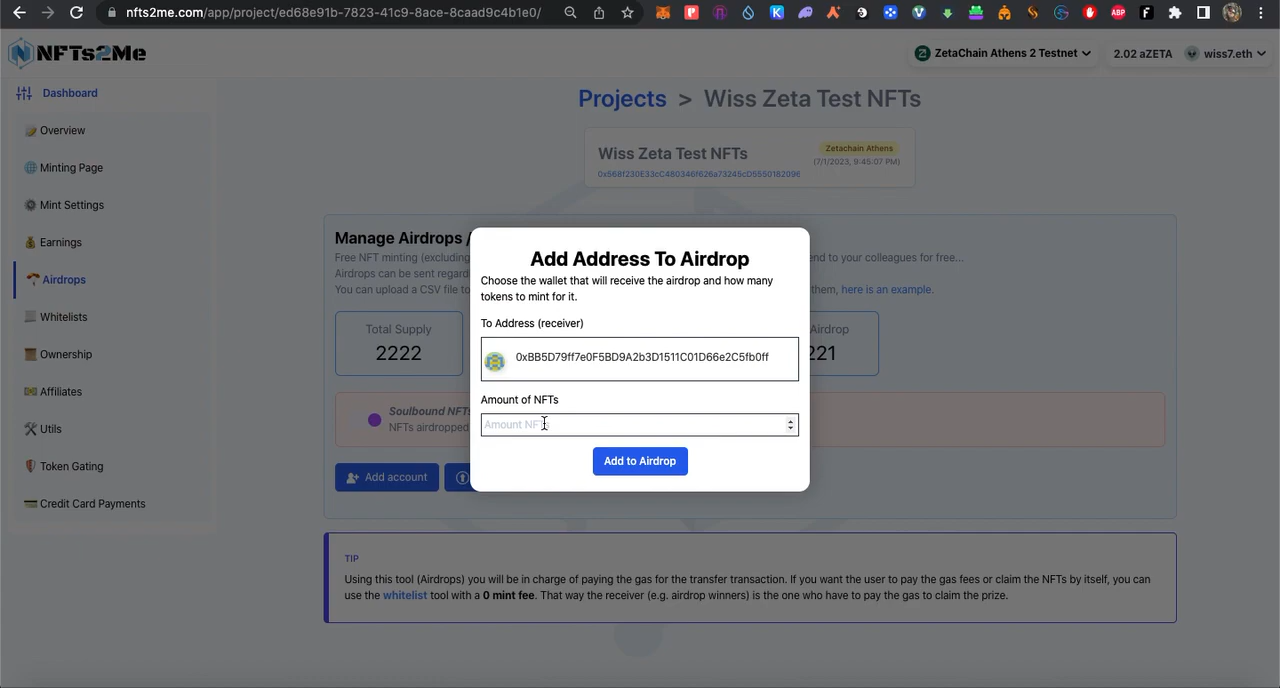 nfts2me.com/app/project/ed68e91b-7823-41c9-8ace-8caad9c4b1e0/
NFTs2Me
ZetaChain Athens 2 Testnet
2.02 aZETA
wiss7.eth
Dashboard
Overview
Minting Page
Mint Settings
Earnings
Airdrops
Whitelists
Ownership
Affiliates
Utils
Token Gating
Credit Card Payments
Projects > Wiss Zeta Test NFTs
Wiss Zeta Test NFTs
Zetachain Athens
(7/1/2023, 9:45:07 PM)
Manage Airdrops /
Free NFT minting (excluding
end to your colleagues for free...
Airdrops can be sent regard
You can upload a CSV file to
them, here is an example.
Total Supply
2222
Airdrop
221
Soulbound NFTs
NFTs airdropped
Add account
Add Address To Airdrop
Choose the wallet that will receive the airdrop and how many
tokens to mint for it.
To Address (receiver)
0xBB5D79ff7e0F5BD9A2b3D1511C01D66e2C5fb0ff
Amount of NFTs
Amount NFTs
Add to Airdrop
TIP
Using this tool (Airdrops) you will be in charge of paying the gas for the transfer transaction. If you want the user to pay the gas fees or claim the NFTs by itself, you can
use the whitelist tool with a 0 mint fee. That way the receiver (e.g. airdrop winners) is the one who have to pay the gas to claim the prize.